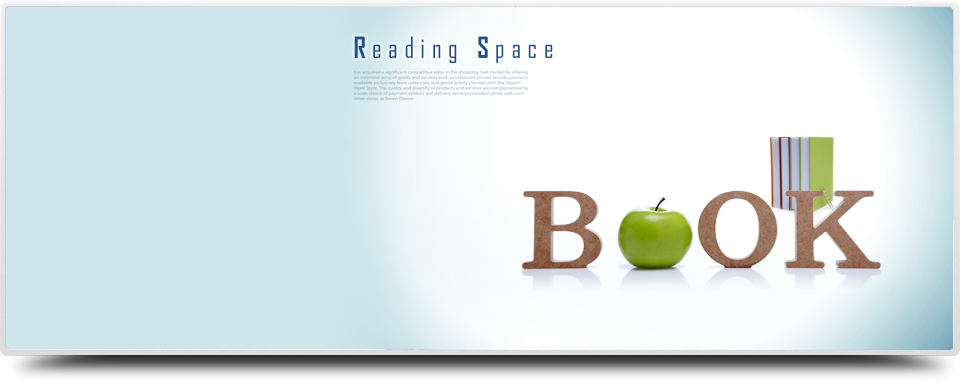 Reading Space
has acquired a significant competitive edge in the shopping mall market by offering
an extensive array of goods and services such as Lotte.com private brands, products
available exclusively from Lotte.com, and goods jointly planned with the Depart-
ment Store. The quality and diversity of products and services are complemented by
a wide choice of payment options and delivery services provided jointly with such
other stores as Seven-Eleven
BOOK